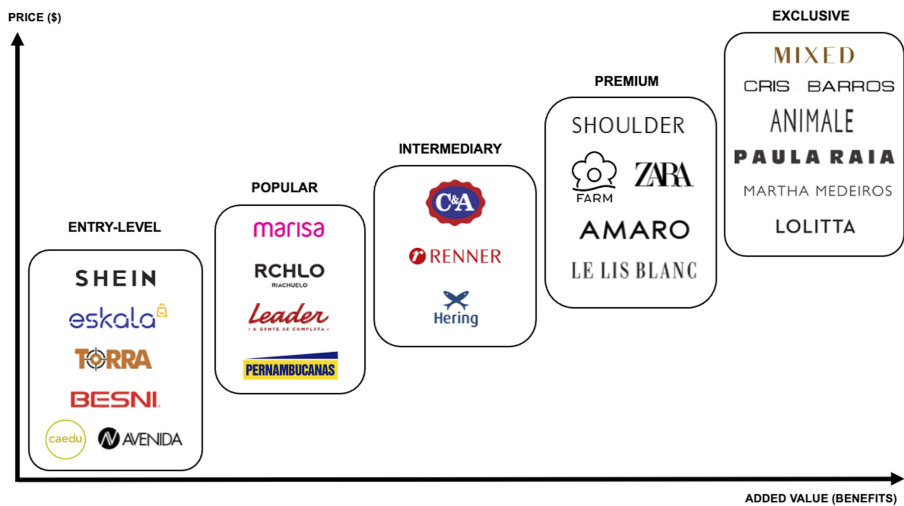 PRICE ($)
EXCLUSIVE
MIXED
CRIS BARROS
ANIMALE
PAULA RAIA
MARTHA MEDEIROS
LOLITTA
PREMIUM
SHOULDER
FARM
ZARA
AMARO
LE LIS BLANC
INTERMEDIARY
C&A
r RENNER
Hering
POPULAR
marisa
RCHLO
RIACHUELO
Leader
• A GENTE SE COMPLETA •
PERNAMBUCANAS
ENTRY-LEVEL
SHEIN
eskala
TORRA
BESNI
caedu
AVENIDA
ADDED VALUE (BENEFITS)